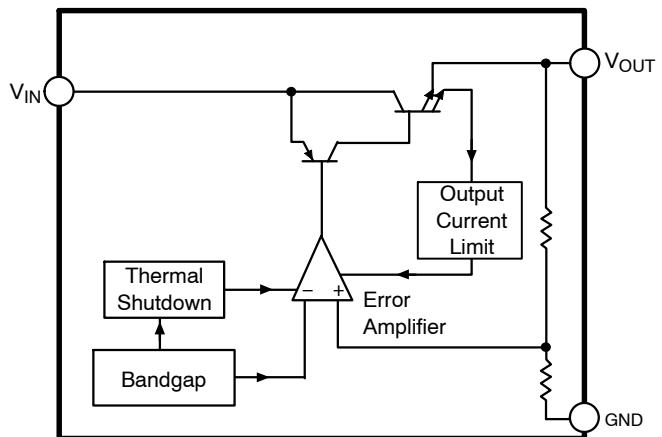 VIN
VOUT
Output
Current
Limit
Thermal
Shutdown
− +
Error
Amplifier
Bandgap
GND